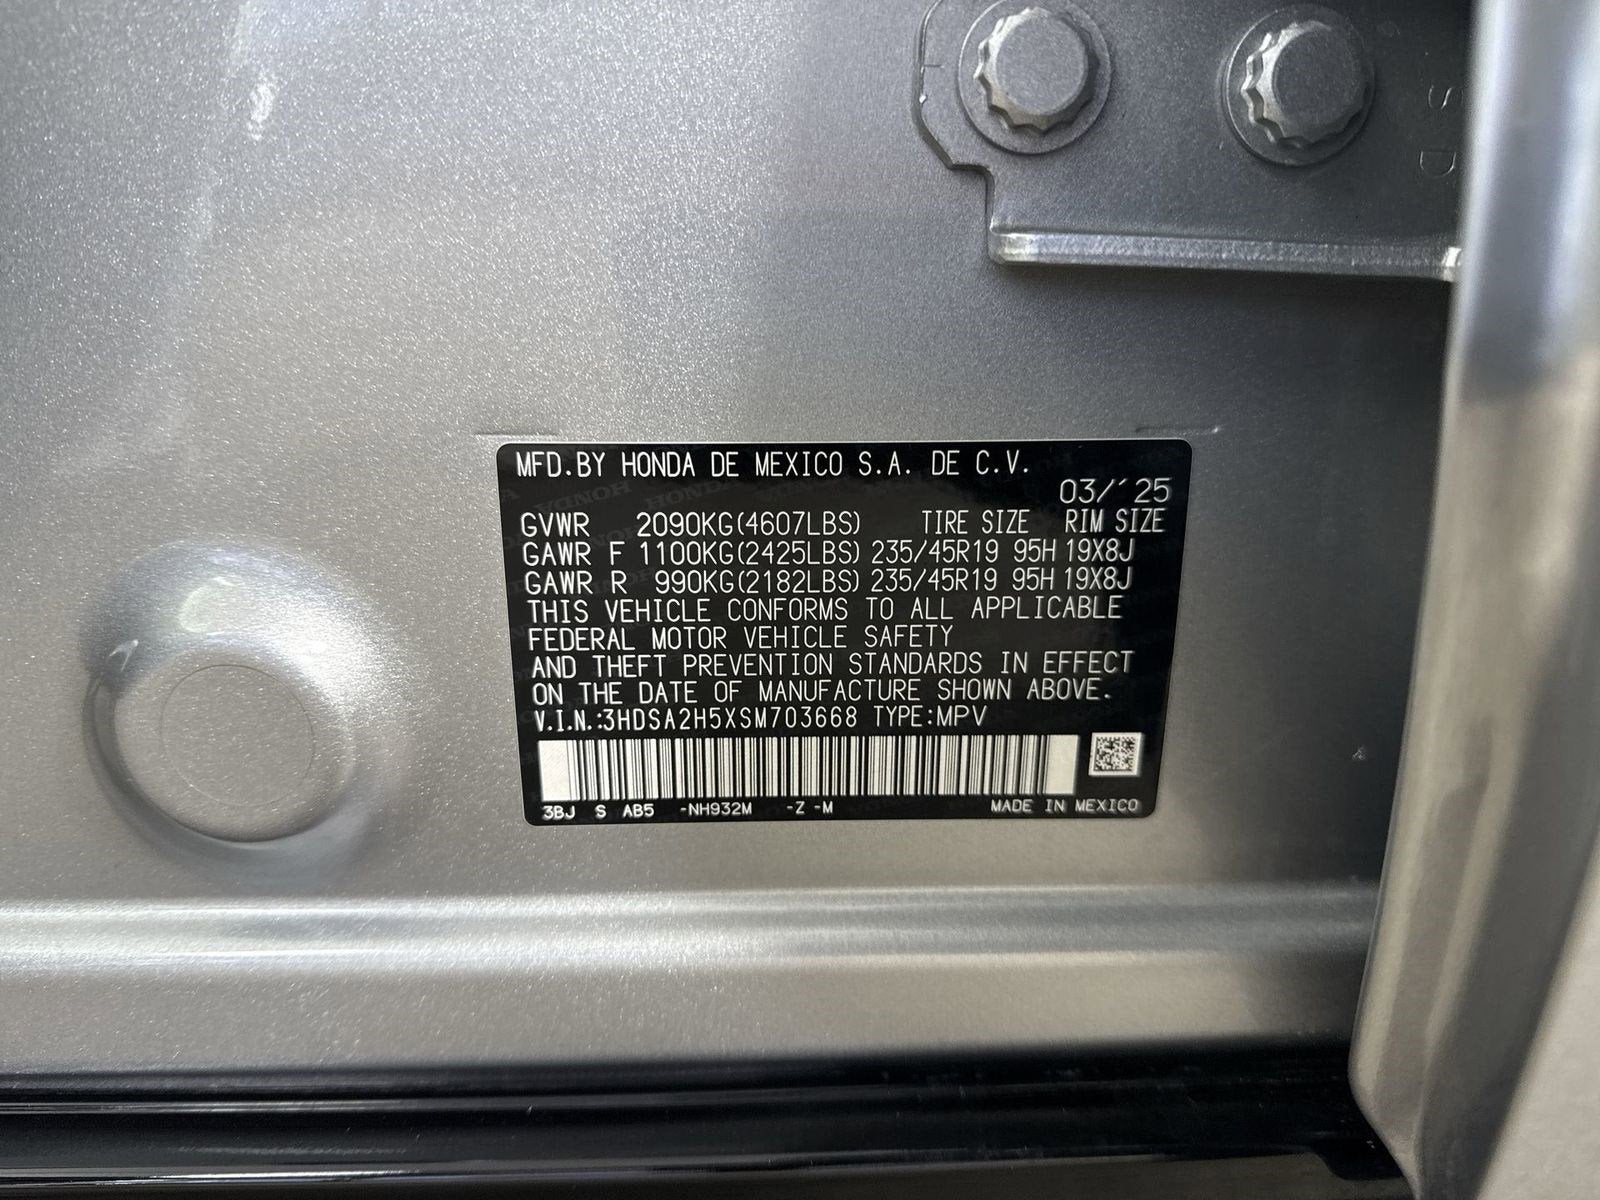 S D
MFD.BY HONDA DE MEXICO S.A. DE C.V.
03/´25
GVWR 2090KG(4607LBS) TIRE SIZE RIM SIZE
GAWR F 1100KG(2425LBS) 235/45R19 95H 19X8J
GAWR R 990KG(2182LBS) 235/45R19 95H 19X8J
THIS VEHICLE CONFORMS TO ALL APPLICABLE
FEDERAL MOTOR VEHICLE SAFETY
AND THEFT PREVENTION STANDARDS IN EFFECT
ON THE DATE OF MANUFACTURE SHOWN ABOVE.
V.I.N.:3HDSA2H5XSM703668 TYPE:MPV
3BJ S AB5 -NH932M -Z -M MADE IN MEXICO